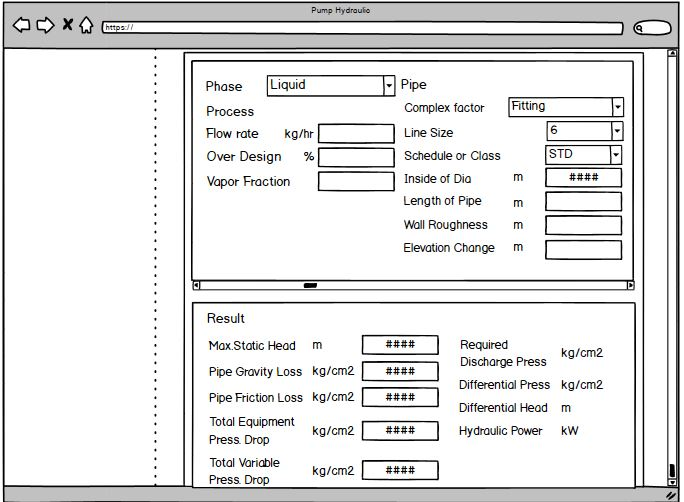 Pump Hydraulic
https://
Phase Liquid
Process
Flow rate kg/hr
Over Design %
Vapor Fraction
Pipe
Complex factor Fitting
Line Size 6
Schedule or Class STD
Inside of Dia m ####
Length of Pipe m
Wall Roughness m
Elevation Change m
Result
Max.Static Head m ####
Pipe Gravity Loss kg/cm2 ####
Pipe Friction Loss kg/cm2 ####
Total Equipment
Press. Drop kg/cm2 ####
Total Variable
Press. Drop kg/cm2 ####
Required
Discharge Press kg/cm2
Differential Press kg/cm2
Differential Head m
Hydraulic Power kW